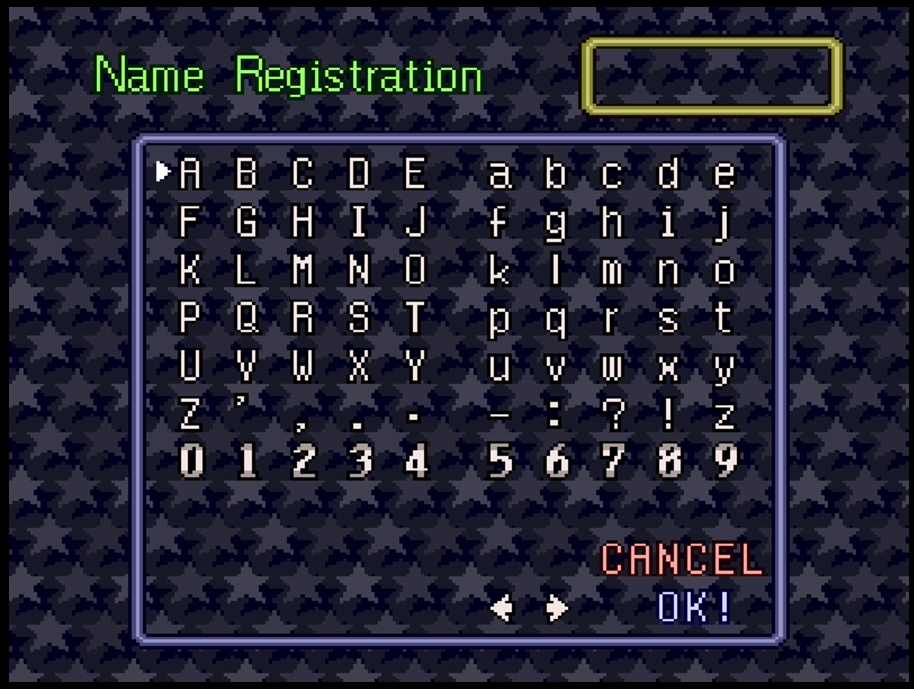 Name Registration
A B C D E a b c d e
F G H I J f g h i j
K L M N O k l m n o
P Q R S T p q r s t
U V W X Y u v w x y
Z ’ , . · – : ? ! z
0 1 2 3 4 5 6 7 8 9
CANCEL
OK!